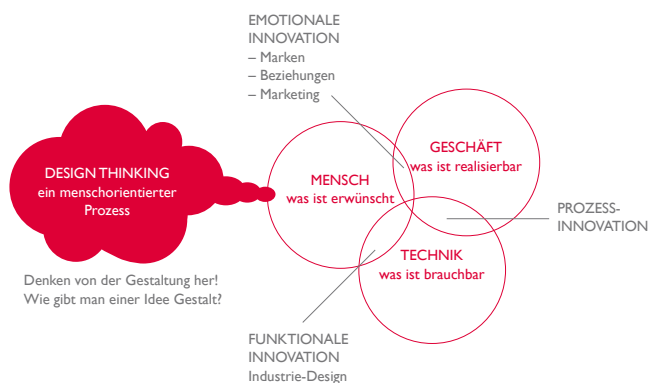 EMOTIONALE
INNOVATION
– Marken
– Beziehungen
– Marketing
DESIGN THINKING
ein menschorientierter
Prozess
Denken von der Gestaltung her!
Wie gibt man einer Idee Gestalt?
MENSCH
was ist erwünscht
GESCHÄFT
was ist realisierbar
TECHNIK
was ist brauchbar
PROZESS-
INNOVATION
FUNKTIONALE
INNOVATION
Industrie-Design